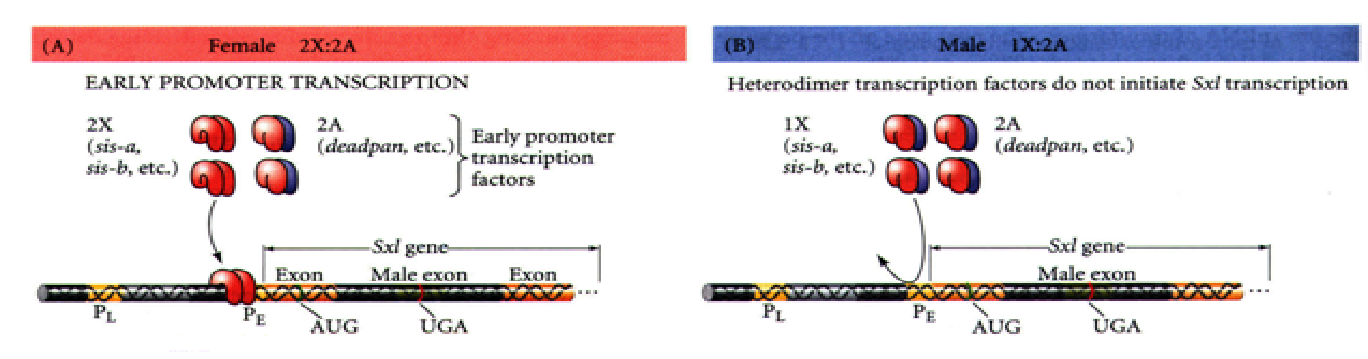 (A) Female 2X:2A
EARLY PROMOTER TRANSCRIPTION
2X
(sis-a,
sis-b, etc.)
2A
(deadpan, etc.)
Early promoter
transcription
factors
Sxl gene
Exon Male exon Exon
...
PL PE AUG UGA
(B) Male 1X:2A
Heterodimer transcription factors do not initiate Sxl transcription
1X
(sis-a,
sis-b, etc.)
2A
(deadpan, etc.)
Sxl gene
Male exon
...
PL PE AUG UGA